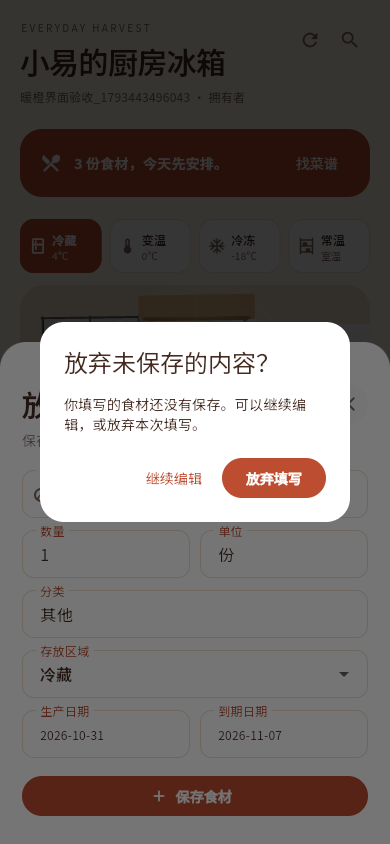 EVERYDAY HARVEST
小易的厨房冰箱
暖橙界面验收_1793443496043 • 拥有者
3 份食材，今天先安排。
找菜谱
冷藏
4°C
变温
0°C
冷冻
-18°C
常温
室温
放弃未保存的内容？
你填写的食材还没有保存。可以继续编
辑，或放弃本次填写。
继续编辑
放弃填写
放
保存
数量
1
单位
份
分类
其他
存放区域
冷藏
生产日期
2026-10-31
到期日期
2026-11-07
保存食材